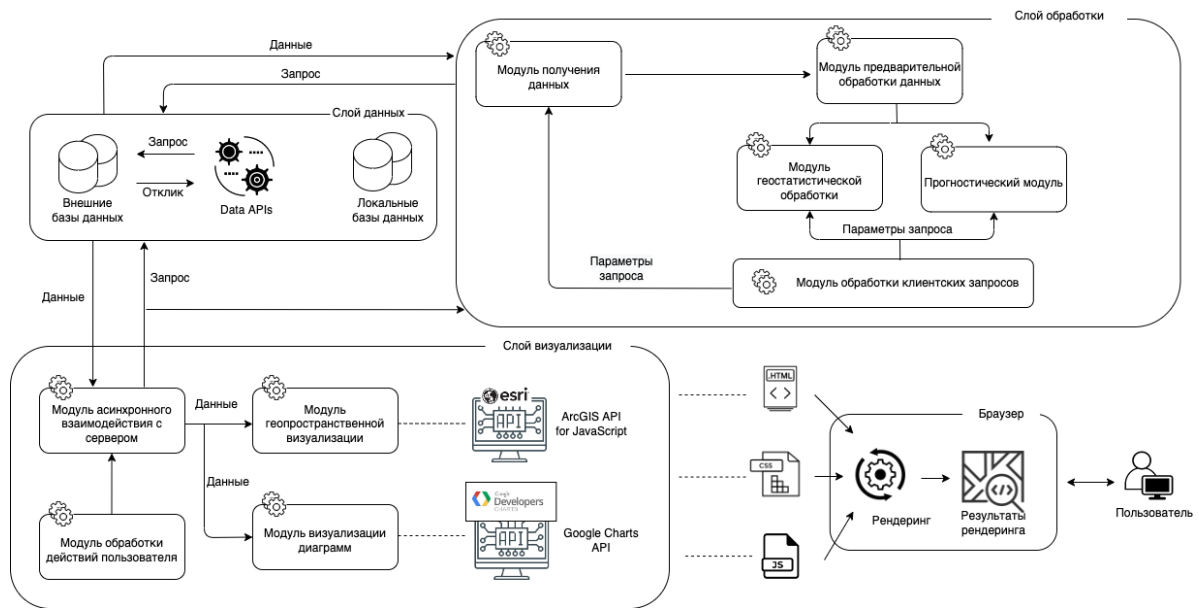 Слой обработки
Данные
Запрос
Модуль получения
данных
Модуль предварительной
обработки данных
Слой данных
Запрос
Отклик
Внешние
базы данных
Data APIs
Локальные
базы данных
Модуль
геостатистической
обработки
Прогностический модуль
Параметры запроса
Параметры
запроса
Модуль обработки клиентских запросов
Данные
Запрос
Слой визуализации
Модуль асинхронного
взаимодействия с
сервером
Данные
Модуль
геопространственной
визуализации
esri
API
ArcGIS API
for JavaScript
Данные
Модуль обработки
действий пользователя
Модуль визуализации
диаграмм
Google
Developers
CHARTS
API
Google Charts
API
.HTML
CSS
JS
Браузер
Рендеринг
Результаты
рендеринга
Пользователь